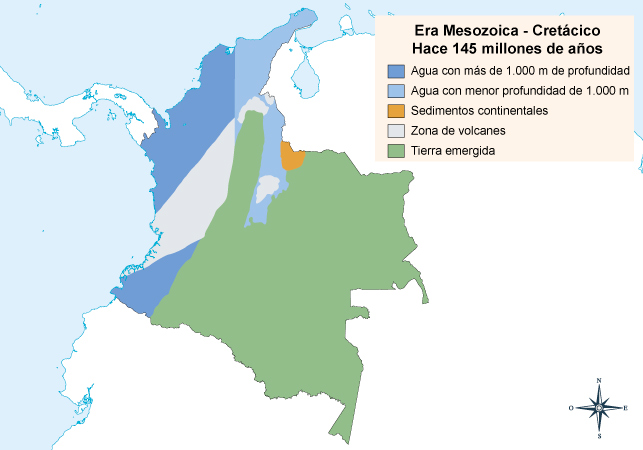 Era Mesozoica - Cretácico
Hace 145 millones de años
Agua con más de 1.000 m de profundidad
Agua con menor profundidad de 1.000 m
Sedimentos continentales
Zona de volcanes
Tierra emergida
N
O
E
S